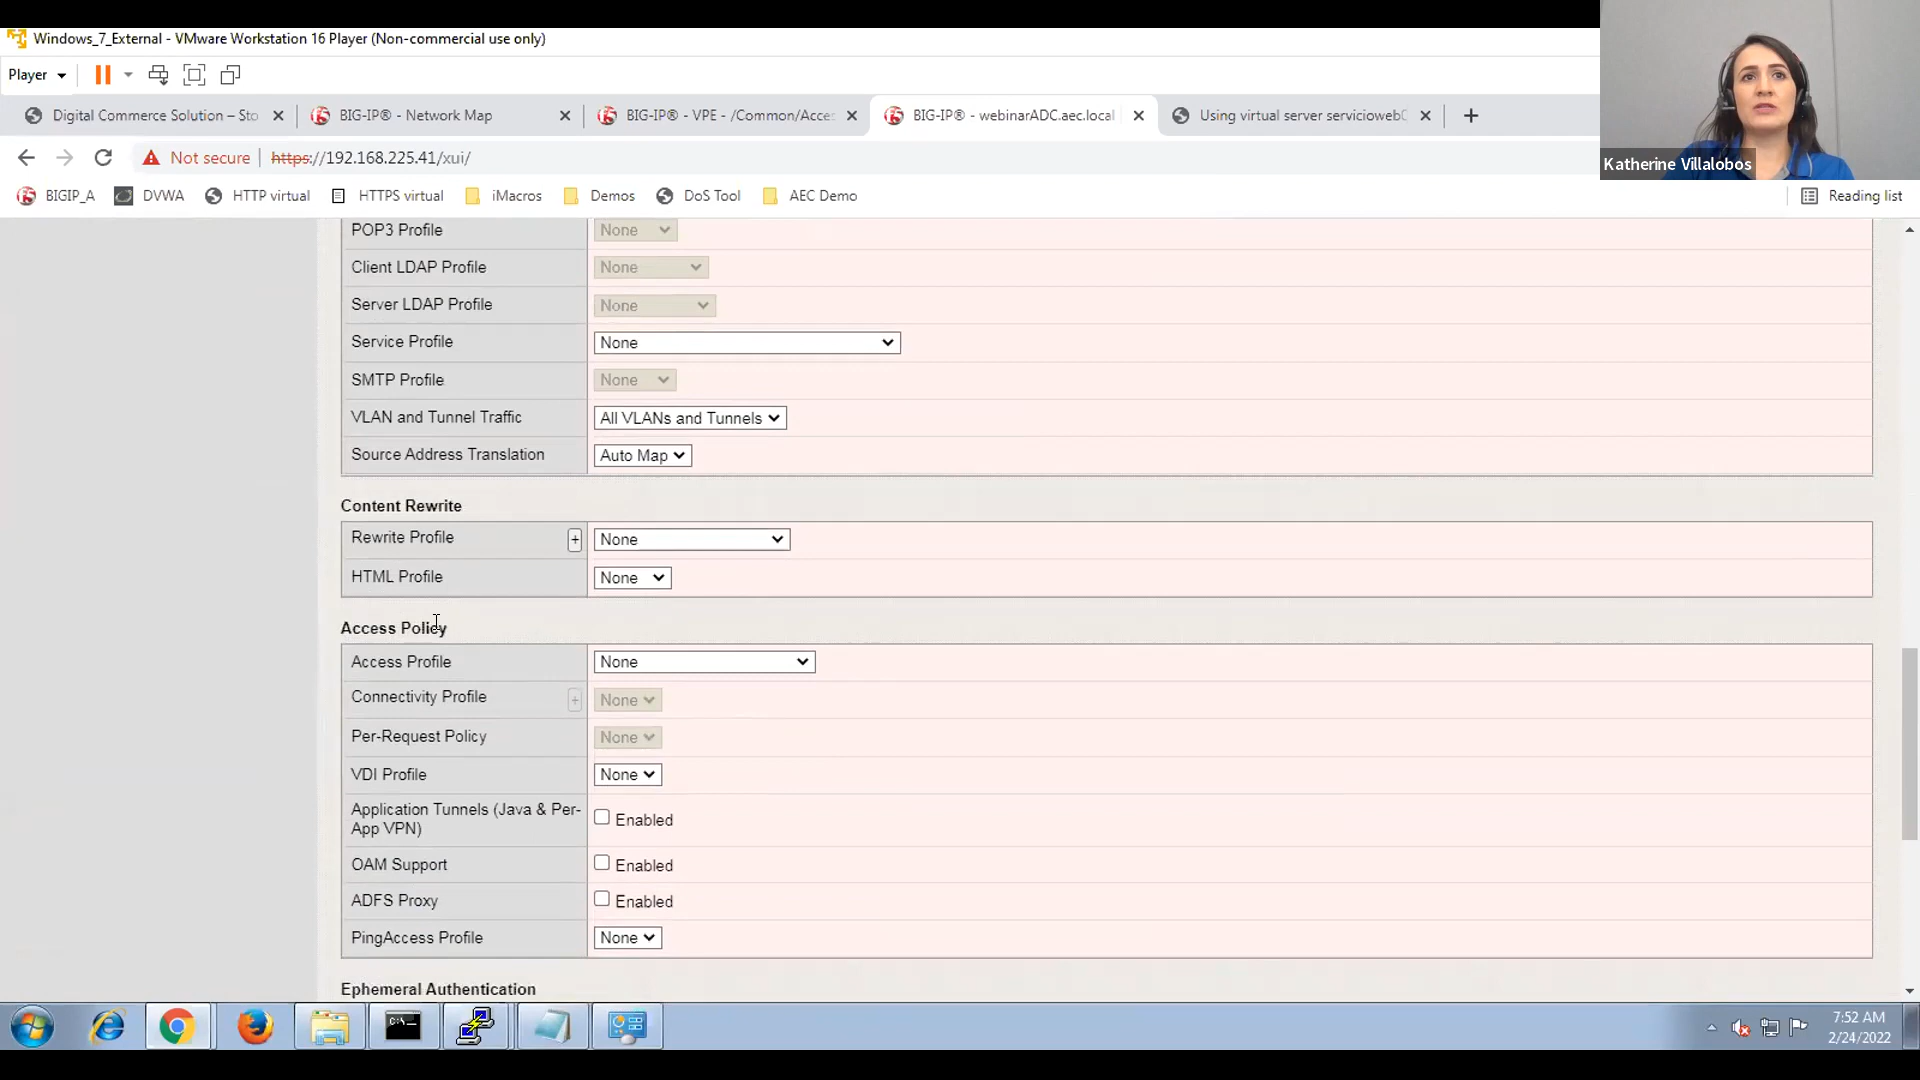 Windows_7_External - VMware Workstation 16 Player (Non-commercial use only)
Player
Digital Commerce Solution – Sto
BIG-IP® - Network Map
BIG-IP® - VPE - /Common/Acces
BIG-IP® - webinarADC.aec.local
Using virtual server serviciowebC
Katherine Villalobos
Not secure
https://192.168.225.41/xui/
BIGIP_A
DVWA
HTTP virtual
HTTPS virtual
iMacros
Demos
DoS Tool
AEC Demo
Reading list
POP3 Profile None
Client LDAP Profile None
Server LDAP Profile None
Service Profile None
SMTP Profile None
VLAN and Tunnel Traffic All VLANs and Tunnels
Source Address Translation Auto Map
Content Rewrite
Rewrite Profile + None
HTML Profile None
Access Policy
Access Profile None
Connectivity Profile + None
Per-Request Policy None
VDI Profile None
Application Tunnels (Java & Per-
App VPN)
Enabled
OAM Support Enabled
ADFS Proxy Enabled
PingAccess Profile None
Ephemeral Authentication
C:\
7:52 AM
2/24/2022